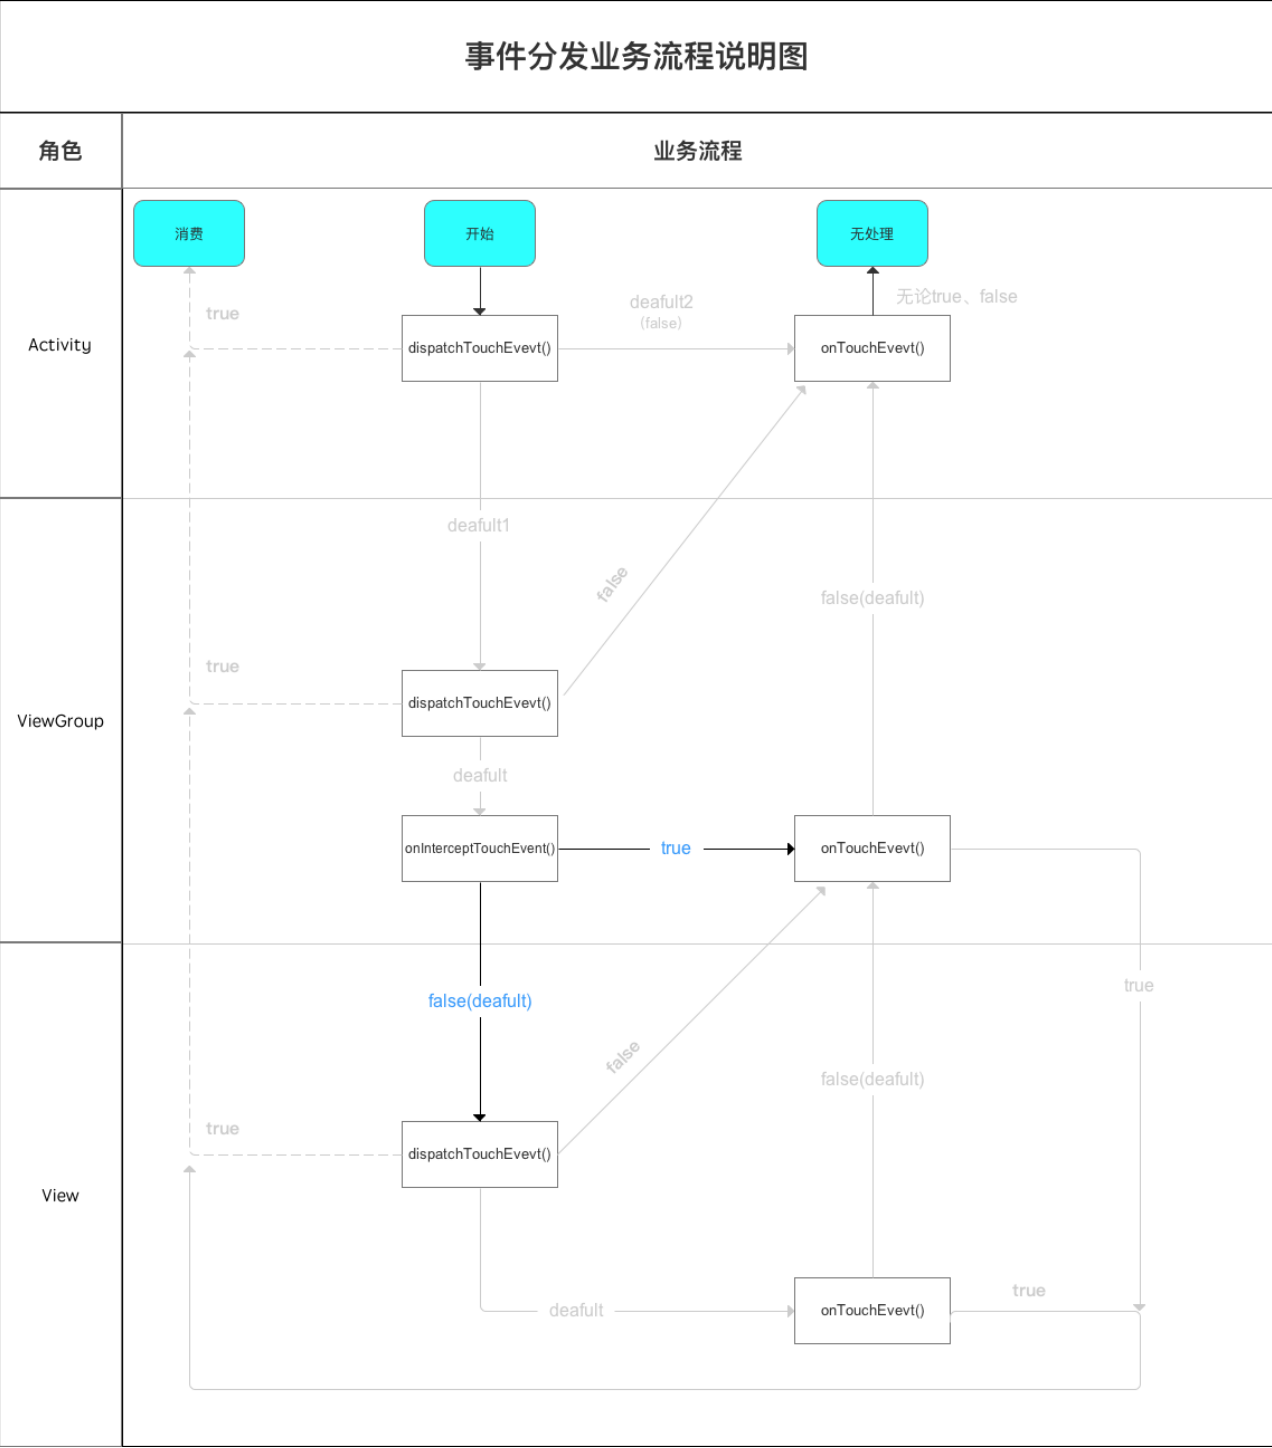 事件分发业务流程说明图
角色
业务流程
消费
开始
无处理
true
deafult2
(false)
无论true、false
Activity
dispatchTouchEvevt()
onTouchEvevt()
deafult1
false
false(deafult)
true
dispatchTouchEvevt()
ViewGroup
deafult
onInterceptTouchEvent()
true
onTouchEvevt()
true
false(deafult)
false
false(deafult)
true
dispatchTouchEvevt()
View
deafult
onTouchEvevt()
true